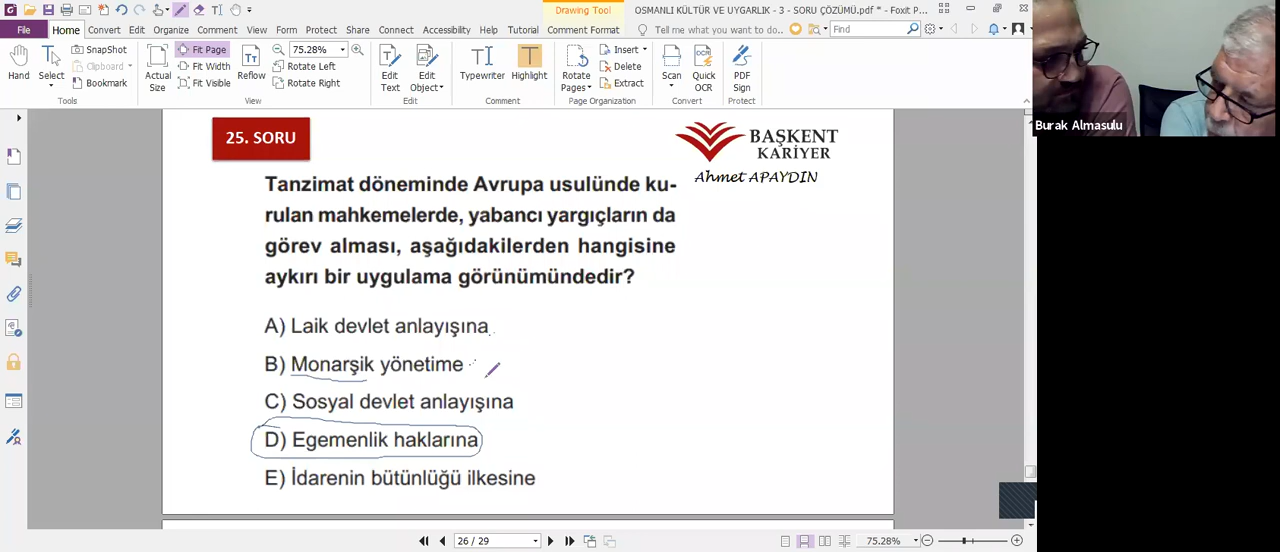 Drawing Tool
OSMANLI KÜLTÜR VE UYGARLIK - 3 - SORU ÇÖZÜMÜ.pdf * - Foxit P...
File Home Convert Edit Organize Comment View Form Protect Share Connect Accessibility Help Tutorial Comment Format Tell me what you want to do.. Find
SnapShot Fit Page 75.28% Insert
Clipboard Fit Width Rotate Left Delete
Bookmark Fit Visible Rotate Right Extract
Hand Select Actual Size Reflow Edit Text Edit Object Typewriter Highlight Rotate Pages Scan Quick OCR PDF Sign
Tools View Edit Comment Page Organization Convert Protect
Burak Almasulu
25. SORU
BAŞKENT
KARİYER
Ahmet APAYDIN
Tanzimat döneminde Avrupa usulünde ku-
rulan mahkemelerde, yabancı yargıçların da
görev alması, aşağıdakilerden hangisine
aykırı bir uygulama görünümündedir?
A) Laik devlet anlayışına
B) Monarşik yönetime
C) Sosyal devlet anlayışına
D) Egemenlik haklarına
E) İdarenin bütünlüğü ilkesine
26 / 29 75.28%